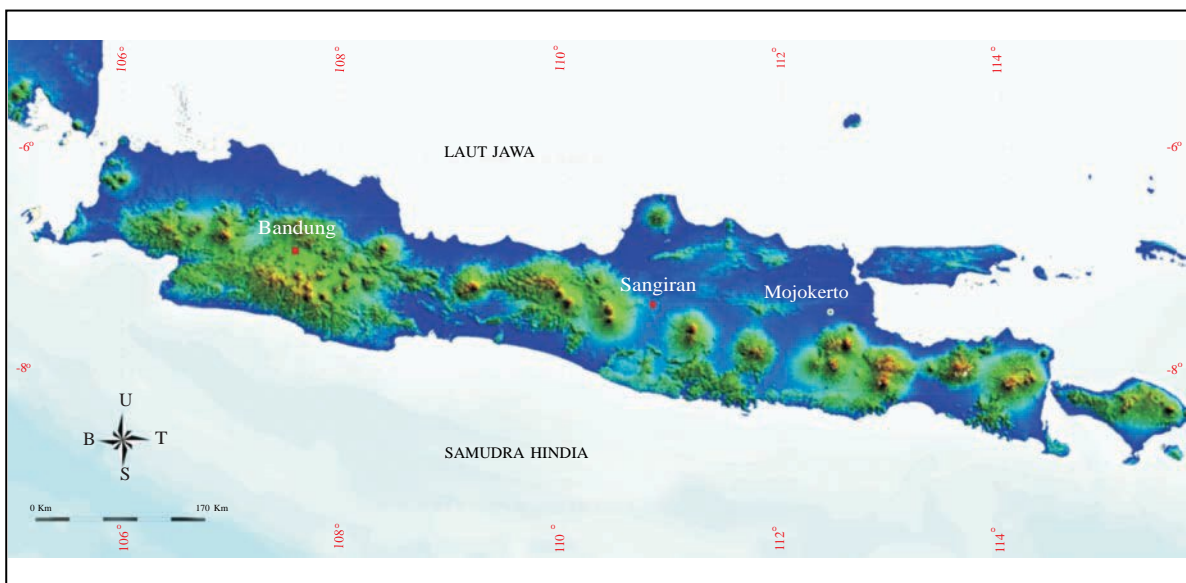 106°
108°
110°
112°
114°
-6°
LAUT JAWA
-6°
Bandung
Sangiran
Mojokerto
-8°
-8°
U
B T
S
SAMUDRA HINDIA
0 Km 170 Km
106°
108°
110°
112°
114°